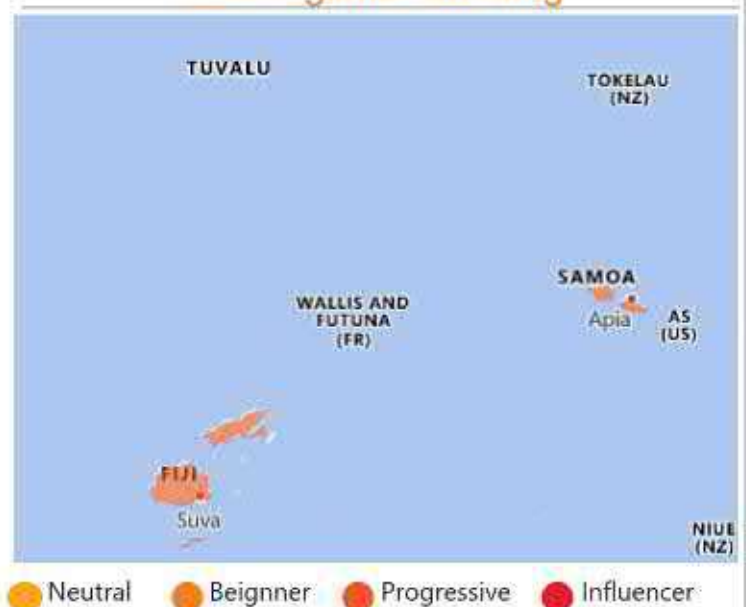 TUVALU
TOKELAU
(NZ)
SAMOA
WALLIS AND
FUTUNA
(FR)
Apia
AS
(US)
FIJI
Suva
NIUE
(NZ)
Neutral Beignner Progressive Influencer